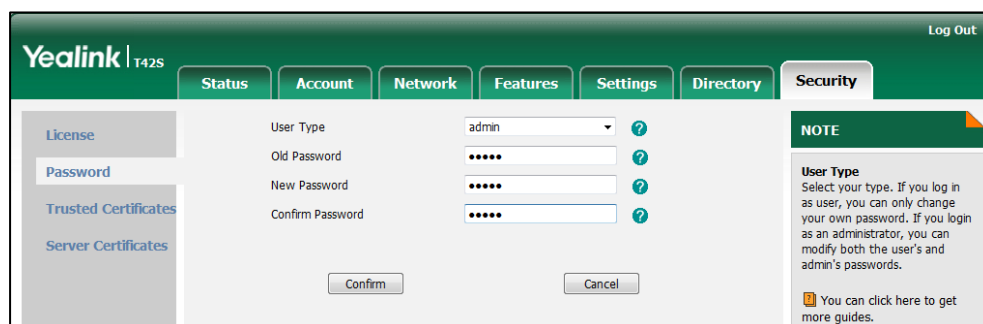 Log Out
Yealink T42S
Status Account Network Features Settings Directory Security
License
Password
Trusted Certificates
Server Certificates
User Type admin
Old Password •••••
New Password •••••
Confirm Password •••••
Confirm Cancel
NOTE
User Type
Select your type. If you log in
as user, you can only change
your own password. If you login
as an administrator, you can
modify both the user's and
admin's passwords.
You can click here to get
more guides.